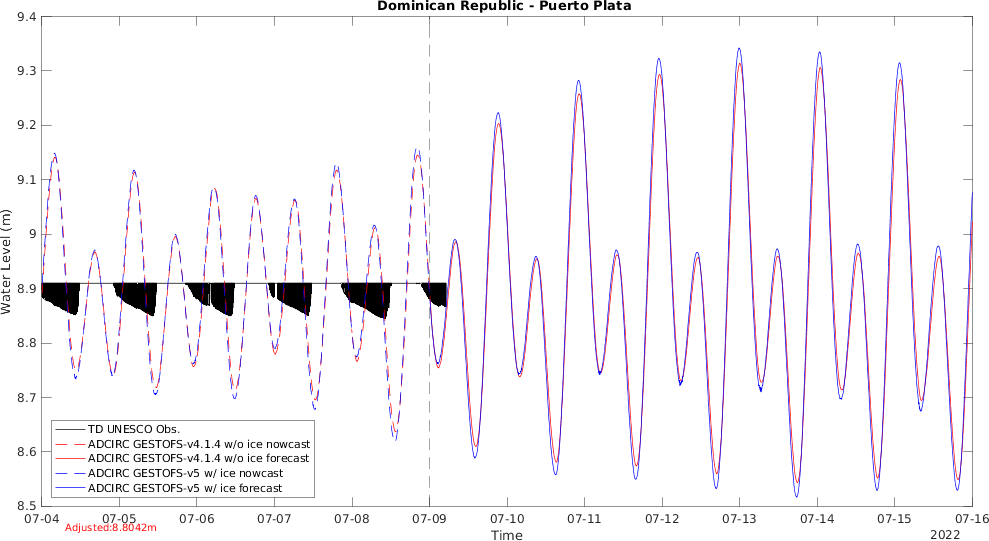 Dominican Republic - Puerto Plata
9.4
9.3
9.2
9.1
9
8.9
8.8
8.7
8.6
8.5
Water Level (m)
TD UNESCO Obs.
ADCIRC GESTOFS-v4.1.4 w/o ice nowcast
ADCIRC GESTOFS-v4.1.4 w/o ice forecast
ADCIRC GESTOFS-v5 w/ ice nowcast
ADCIRC GESTOFS-v5 w/ ice forecast
07-04 07-05 07-06 07-07 07-08 07-09 07-10 07-11 07-12 07-13 07-14 07-15 07-16
Adjusted:8.8042m
Time
2022